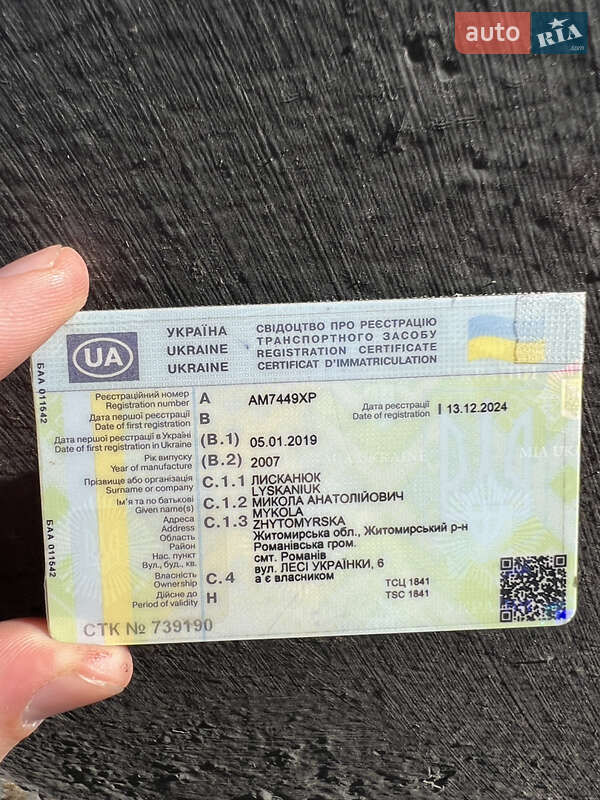 auto RIA .com
УКРАЇНА СВІДОЦТВО ПРО РЕЄСТРАЦІЮ
ТРАНСПОРТНОГО ЗАСОБУ
UKRAINE REGISTRATION CERTIFICATE
UKRAINE CERTIFICAT D'IMMATRICULATION
UA
БАА 011542
Реєстраційний номер
Registration number A AM7449XP
Дата реєстрації
Date of registration I 13.12.2024
Дата першої реєстрації
Date of first registration B
Дата першої реєстрації в Україні
Date of first registration in Ukraine (B.1) 05.01.2019
Рік випуску
Year of manufacture (B.2) 2007
Прізвище або організація
Surname or company C.1.1 ЛИСКАНЮК
LYSKANIUK
Ім'я та по батькові
Given name(s) C.1.2 МИКОЛА АНАТОЛІЙОВИЧ
MYKOLA
Адреса
Address C.1.3 ZHYTOMYRSKA
Область Житомирська обл., Житомирський р-н
Район Романівська гром.
Нас. пункт смт. Романів
Вул., буд., кв. вул. ЛЕСІ УКРАЇНКИ, 6
Власність
Ownership C.4 а є власником
ТСЦ 1841
Дійсне до
Period of validity H
TSC 1841
БАА 011542
СТК № 739190